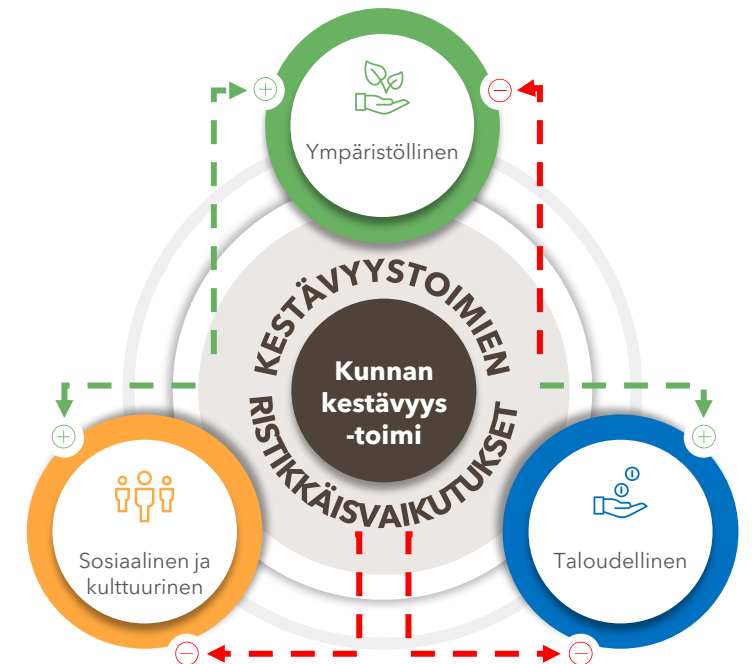 Ympäristöllinen
KESTÄVYYSTOIMIEN
RISTIKKÄISVAIKUTUKSET
Kunnan
kestävyys
-toimi
Sosiaalinen ja
kulttuurinen
Taloudellinen